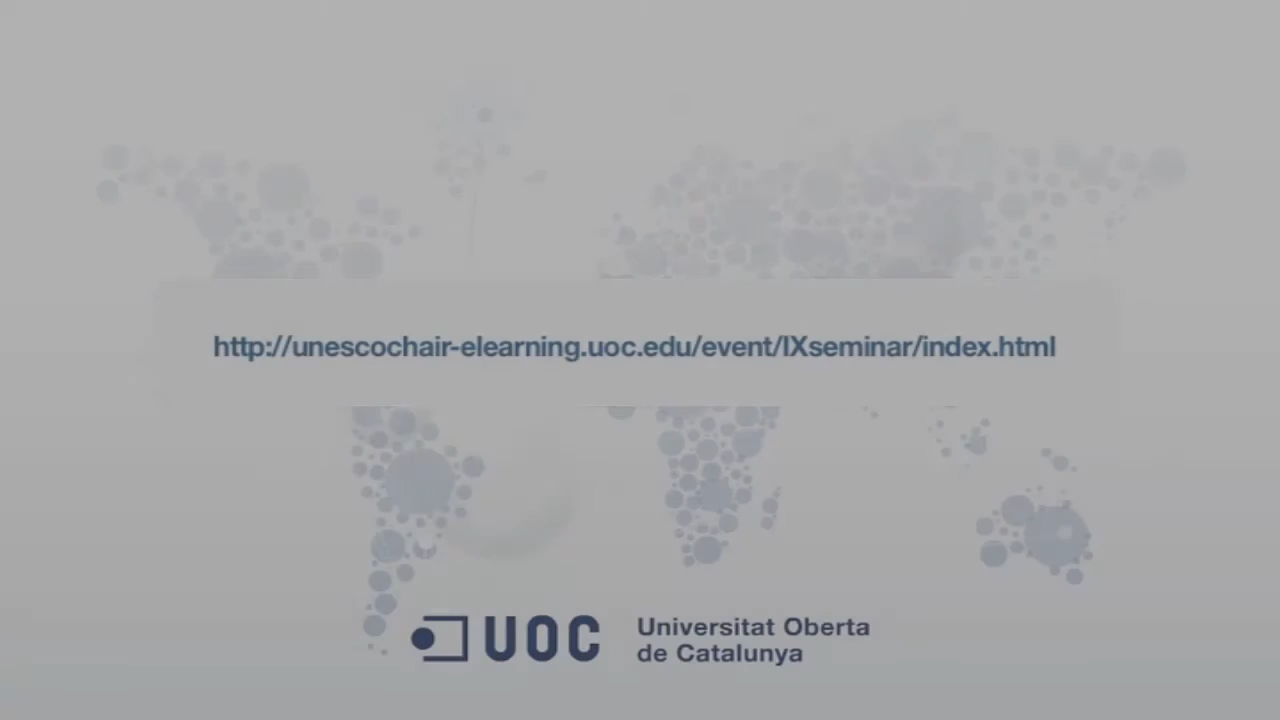 http://unescochair-elearning.uoc.edu/event/IXseminar/index.html
UOC
Universitat Oberta
de Catalunya